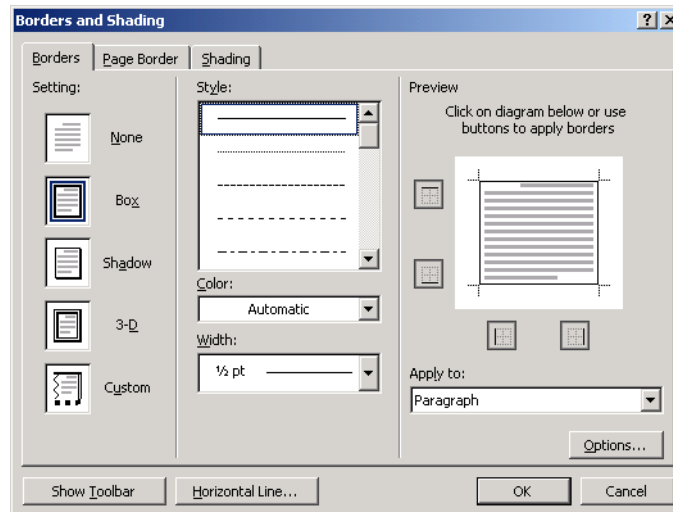 Borders and Shading
Borders
Page Border
Shading
Setting:
None
Box
Shadow
3-D
Custom
Style:
Color:
Automatic
Width:
½ pt
Preview
Click on diagram below or use
buttons to apply borders
Apply to:
Paragraph
Options...
Show Toolbar
Horizontal Line...
OK
Cancel